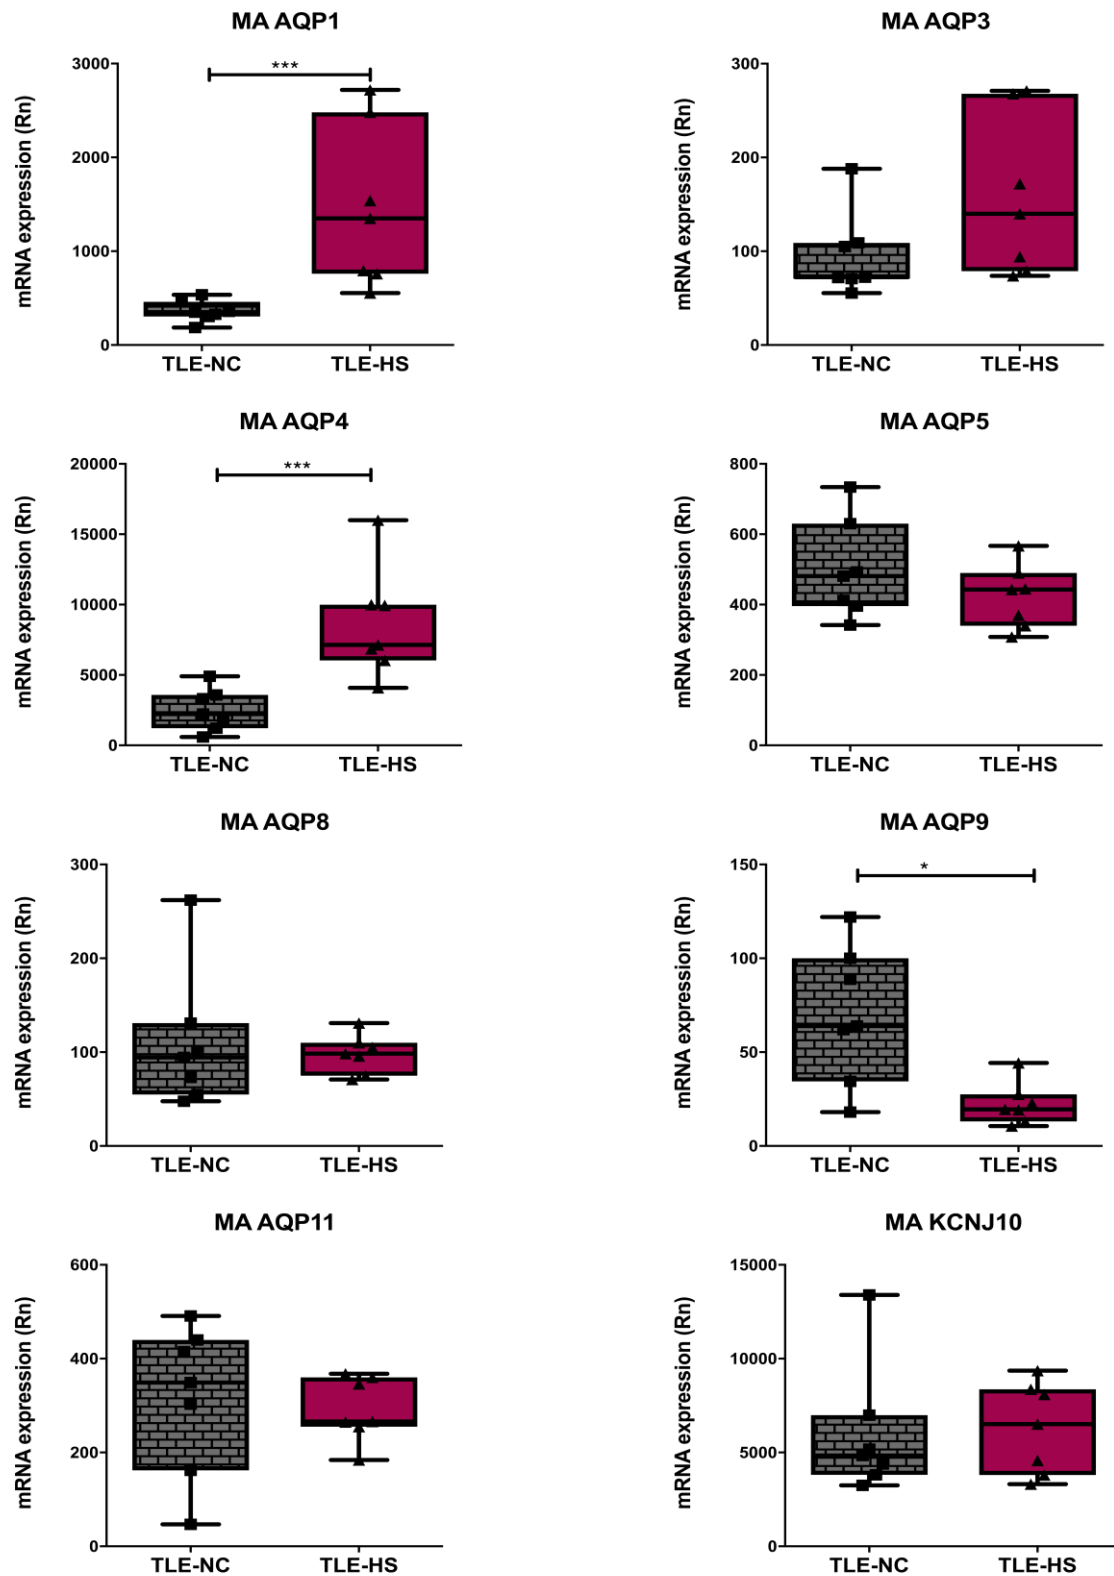 MA AQP1
mRNA expression (Rn)
3000
2000
1000
0
***
TLE-NC
TLE-HS
MA AQP3
mRNA expression (Rn)
300
200
100
0
TLE-NC
TLE-HS
MA AQP4
mRNA expression (Rn)
20000
15000
10000
5000
0
***
TLE-NC
TLE-HS
MA AQP5
mRNA expression (Rn)
800
600
400
200
0
TLE-NC
TLE-HS
MA AQP8
mRNA expression (Rn)
300
200
100
0
TLE-NC
TLE-HS
MA AQP9
mRNA expression (Rn)
150
100
50
0
*
TLE-NC
TLE-HS
MA AQP11
mRNA expression (Rn)
600
400
200
0
TLE-NC
TLE-HS
MA KCNJ10
mRNA expression (Rn)
15000
10000
5000
0
TLE-NC
TLE-HS